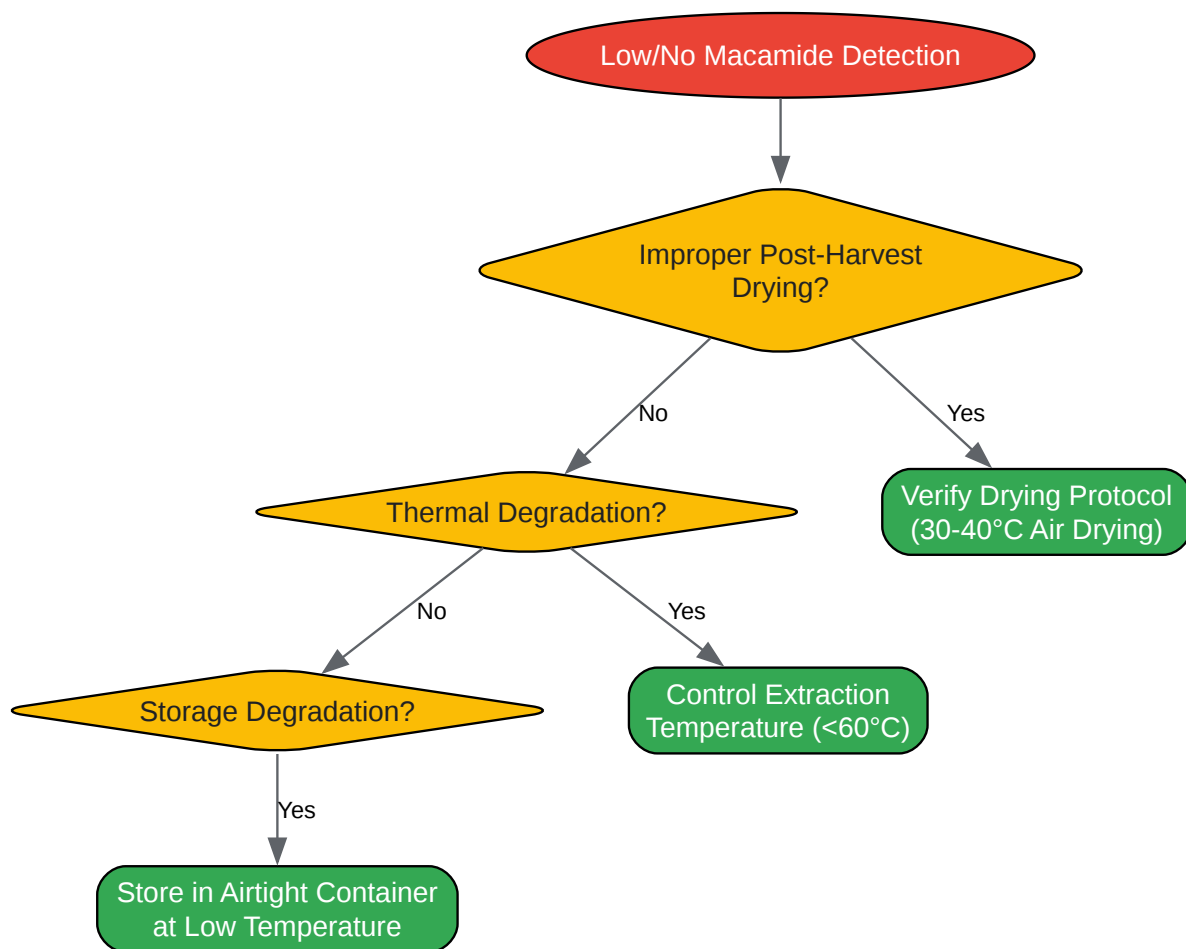 Low/No Macamide Detection
Improper Post-Harvest
Drying?
No
Yes
Thermal Degradation?
Verify Drying Protocol
(30-40°C Air Drying)
No
Yes
Storage Degradation?
Control Extraction
Temperature (<60°C)
Yes
Store in Airtight Container
at Low Temperature